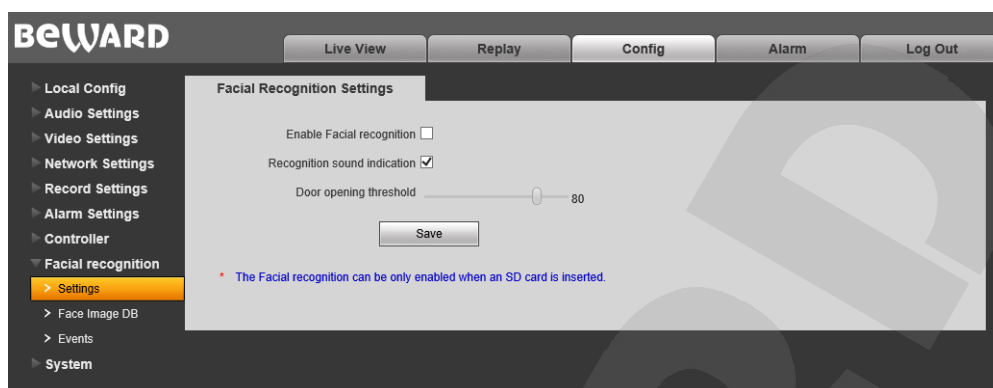 BEWARD
Live View Replay Config Alarm Log Out
Local Config
Audio Settings
Video Settings
Network Settings
Record Settings
Alarm Settings
Controller
Facial recognition
> Settings
> Face Image DB
> Events
System
Facial Recognition Settings
Enable Facial recognition
Recognition sound indication
Door opening threshold 80
Save
* The Facial recognition can be only enabled when an SD card is inserted.